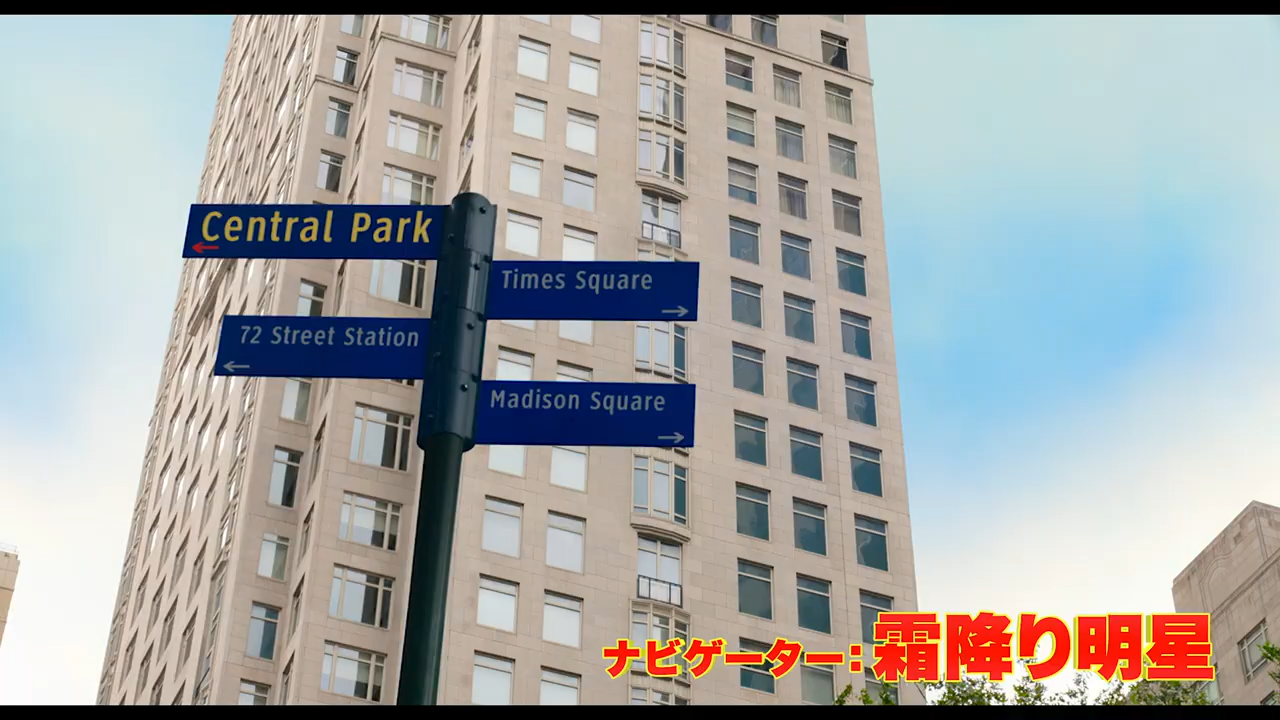 Central Park
←
Times Square
→
72 Street Station
←
Madison Square
→
ナビゲーター:霜降り明星